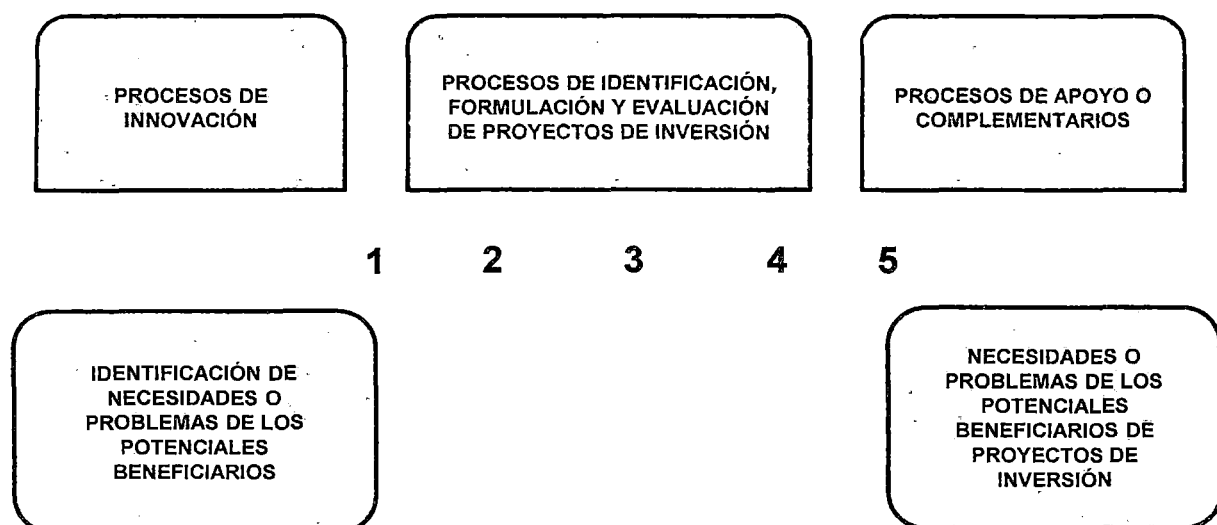 PROCESOS DE
INNOVACIÓN
PROCESOS DE IDENTIFICACIÓN,
FORMULACIÓN Y EVALUACIÓN
DE PROYECTOS DE INVERSIÓN
PROCESOS DE APOYO O
COMPLEMENTARIOS
1 2 3 4 5
IDENTIFICACIÓN DE
NECESIDADES O
PROBLEMAS DE LOS
POTENCIALES
BENEFICIARIOS
NECESIDADES O
PROBLEMAS DE LOS
POTENCIALES
BENEFICIARIOS DE
PROYECTOS DE
INVERSIÓN